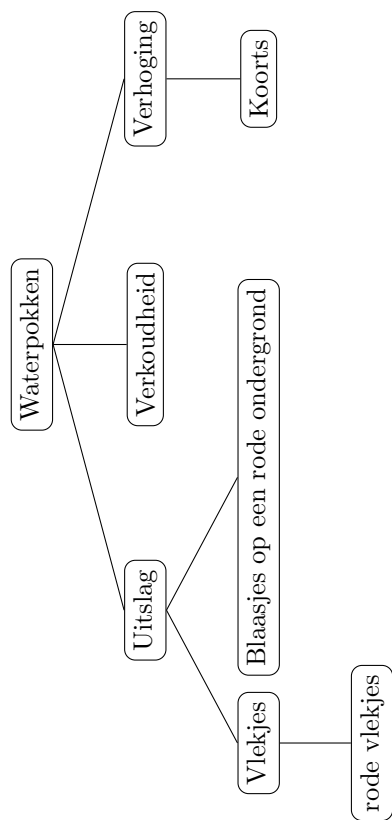 Waterpokken
Uitslag
Verkoudheid
Verhoging
Vlekjes
Blaasjes op een rode ondergrond
Koorts
rode vlekjes